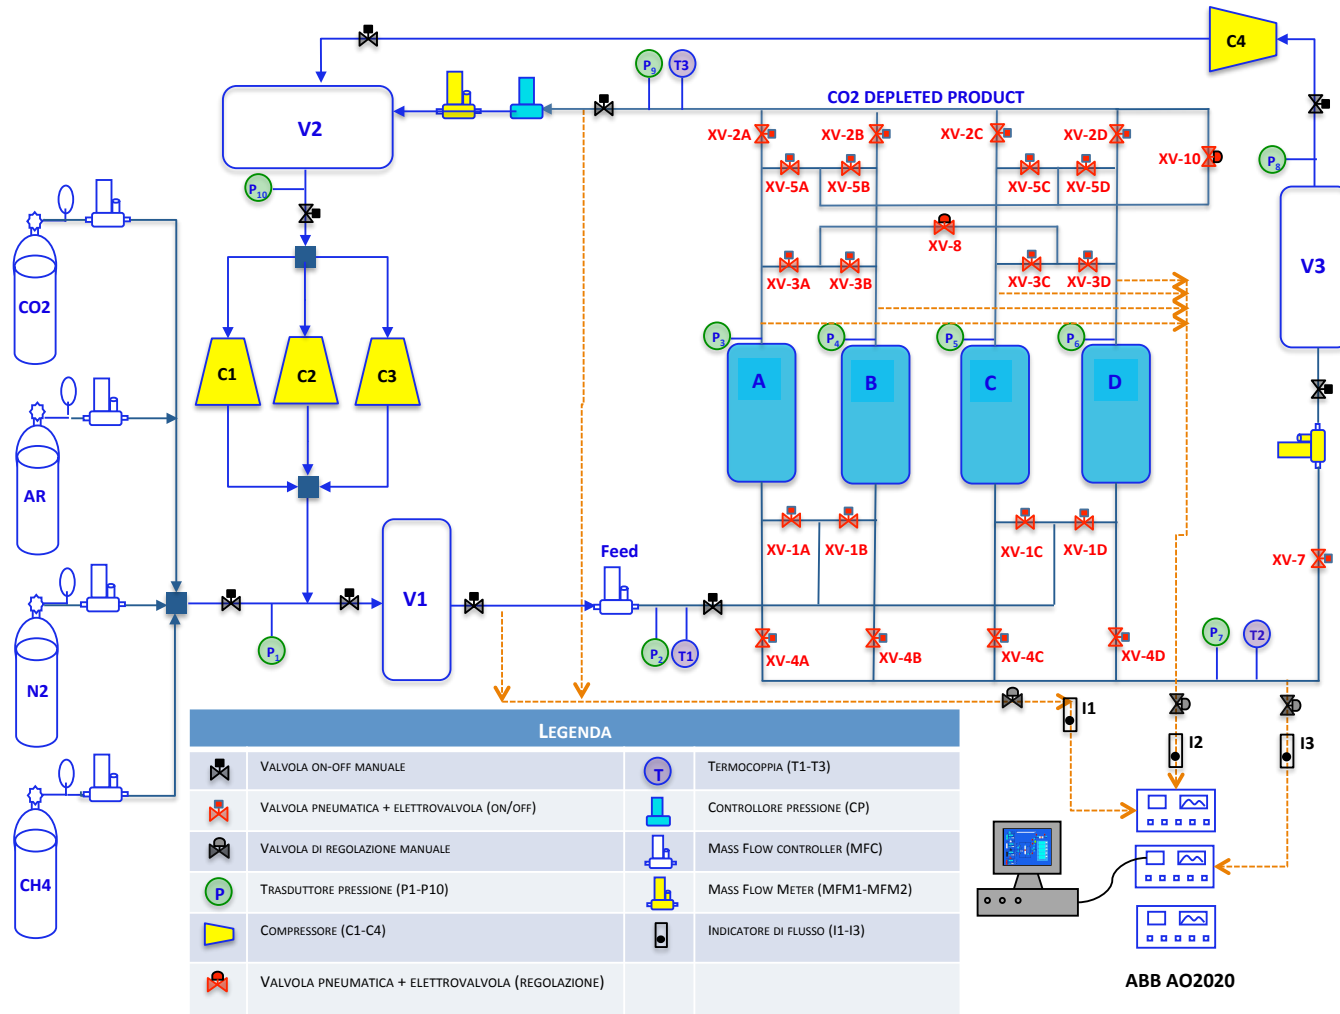 C4
P9
T3
CO2 DEPLETED PRODUCT
V2
XV-2A
XV-2B
XV-2C
XV-2D
XV-10
P8
P10
XV-5A
XV-5B
XV-5C
XV-5D
XV-8
V3
CO2
XV-3A
XV-3B
XV-3C
XV-3D
P3
P4
P5
P6
C1
C2
C3
A
B
C
D
AR
Feed
XV-1A
XV-1B
XV-1C
XV-1D
XV-7
V1
P1
P2
T1
XV-4A
XV-4B
XV-4C
XV-4D
P7
T2
N2
I1
I2
I3
CH4
LEGENDA
VALVOLA ON-OFF MANUALE
T
TERMOCOPPIA (T1-T3)
VALVOLA PNEUMATICA + ELETTROVALVOLA (ON/OFF)
CONTROLLORE PRESSIONE (CP)
VALVOLA DI REGOLAZIONE MANUALE
MASS FLOW CONTROLLER (MFC)
P
TRASDUTTORE PRESSIONE (P1-P10)
MASS FLOW METER (MFM1-MFM2)
COMPRESSORE (C1-C4)
INDICATORE DI FLUSSO (I1-I3)
VALVOLA PNEUMATICA + ELETTROVALVOLA (REGOLAZIONE)
ABB AO2020